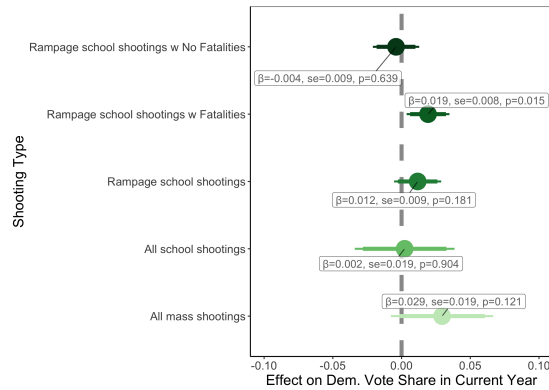 Rampage school shootings w No Fatalities
β=-0.004, se=0.009, p=0.639
β=0.019, se=0.008, p=0.015
Rampage school shootings w Fatalities
Rampage school shootings
β=0.012, se=0.009, p=0.181
All school shootings
β=0.002, se=0.019, p=0.904
β=0.029, se=0.019, p=0.121
All mass shootings
Shooting Type
-0.10 -0.05 0.00 0.05 0.10
Effect on Dem. Vote Share in Current Year